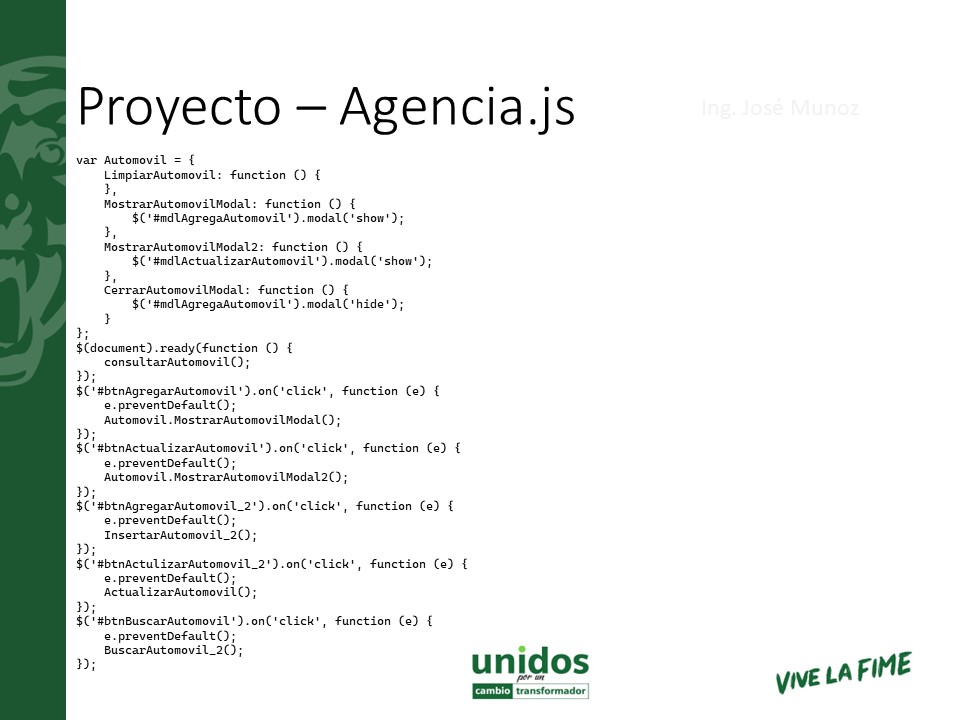 Proyecto – Agencia.js
Ing. José Munoz
var Automovil = {
    LimpiarAutomovil: function () {
    },
    MostrarAutomovilModal: function () {
        $('#mdlAgregaAutomovil').modal('show');
    },
    MostrarAutomovilModal2: function () {
        $('#mdlActualizarAutomovil').modal('show');
    },
    CerrarAutomovilModal: function () {
        $('#mdlAgregaAutomovil').modal('hide');
    }
};
$(document).ready(function () {
    consultarAutomovil();
});
$('#btnAgregarAutomovil').on('click', function (e) {
    e.preventDefault();
    Automovil.MostrarAutomovilModal();
});
$('#btnActualizarAutomovil').on('click', function (e) {
    e.preventDefault();
    Automovil.MostrarAutomovilModal2();
});
$('#btnAgregarAutomovil_2').on('click', function (e) {
    e.preventDefault();
    InsertarAutomovil_2();
});
$('#btnActulizarAutomovil_2').on('click', function (e) {
    e.preventDefault();
    ActualizarAutomovil();
});
$('#btnBuscarAutomovil').on('click', function (e) {
    e.preventDefault();
    BuscarAutomovil_2();
});
unidos
por un
cambio transformador
VIVE LA FIME